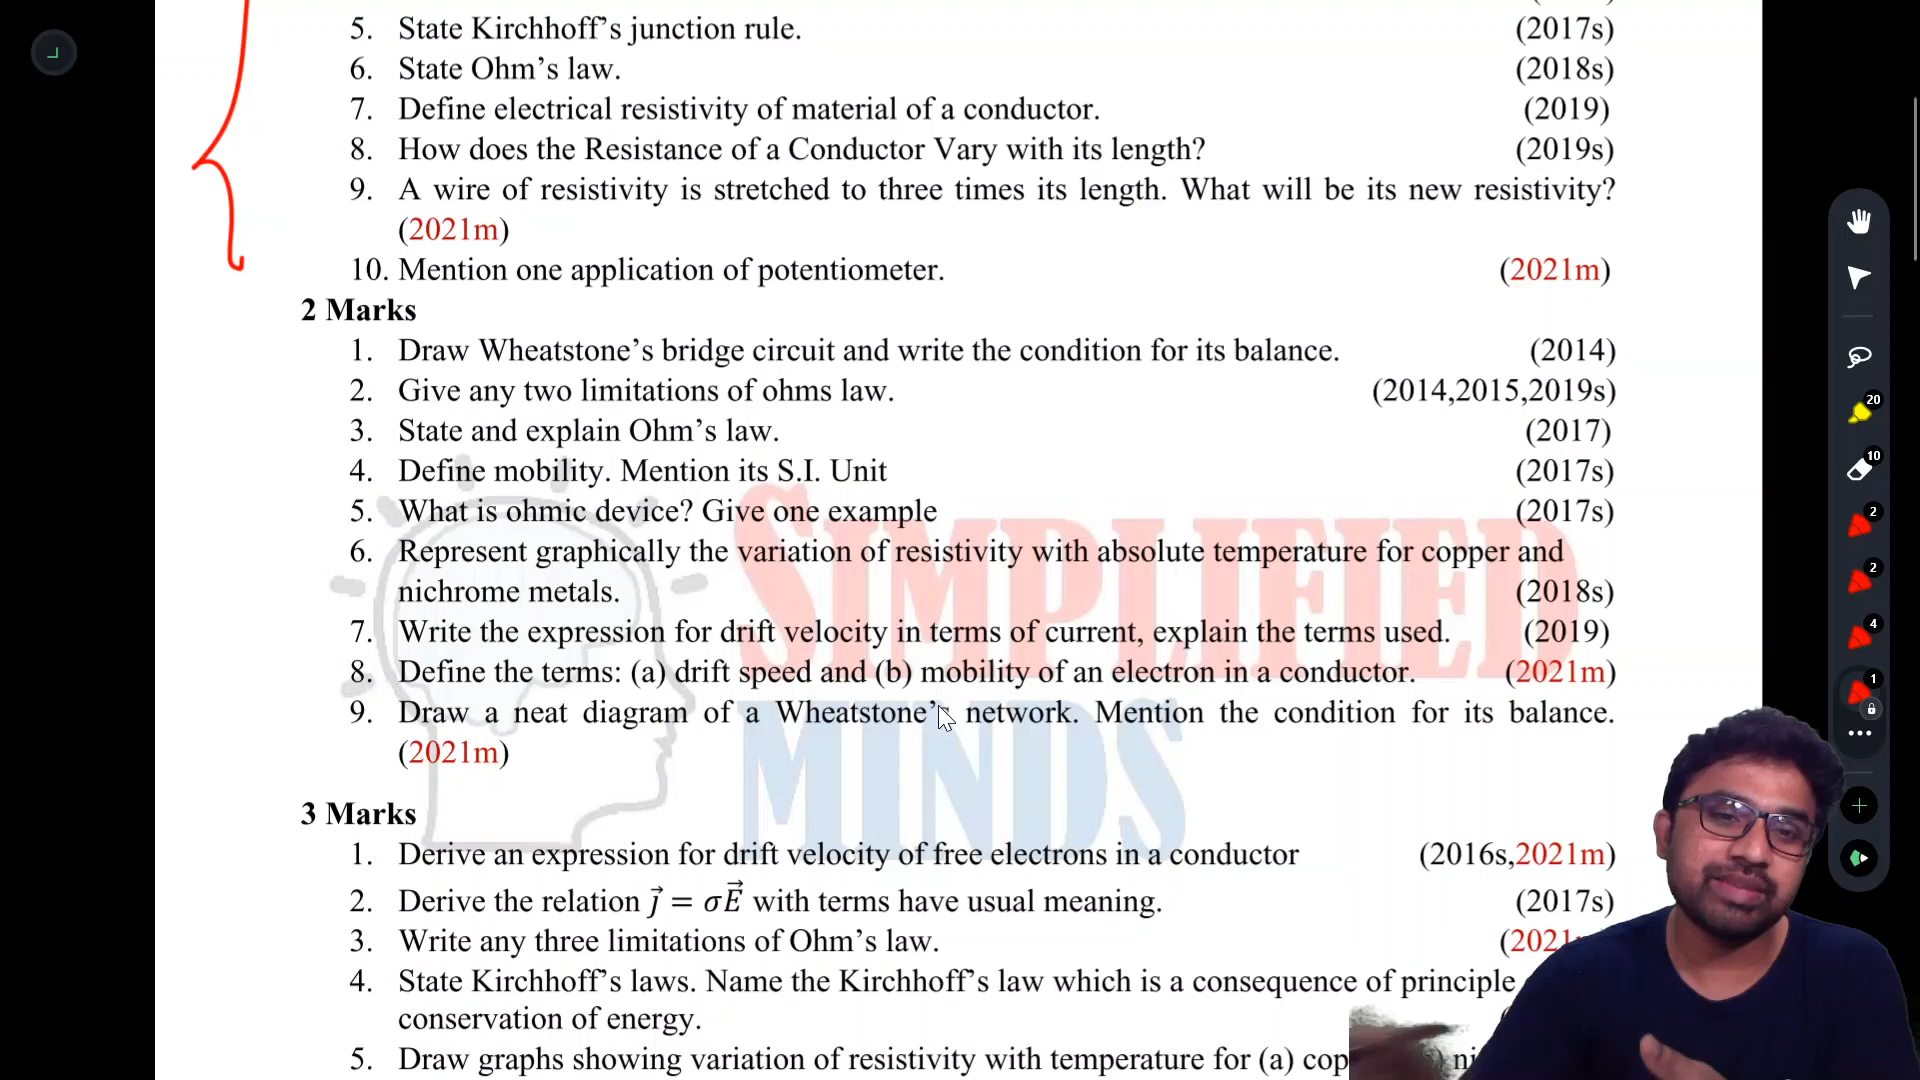 5. State Kirchhoff's junction rule. (2017s)
6. State Ohm's law. (2018s)
7. Define electrical resistivity of material of a conductor. (2019)
8. How does the Resistance of a Conductor Vary with its length? (2019s)
9. A wire of resistivity is stretched to three times its length. What will be its new resistivity?
(2021m)
10. Mention one application of potentiometer. (2021m)
2 Marks
1. Draw Wheatstone's bridge circuit and write the condition for its balance. (2014)
2. Give any two limitations of ohms law. (2014,2015,2019s)
3. State and explain Ohm's law. (2017)
4. Define mobility. Mention its S.I. Unit (2017s)
5. What is ohmic device? Give one example (2017s)
6. Represent graphically the variation of resistivity with absolute temperature for copper and
nichrome metals. (2018s)
7. Write the expression for drift velocity in terms of current, explain the terms used. (2019)
8. Define the terms: (a) drift speed and (b) mobility of an electron in a conductor. (2021m)
9. Draw a neat diagram of a Wheatstone's network. Mention the condition for its balance.
(2021m)
3 Marks
1. Derive an expression for drift velocity of free electrons in a conductor (2016s,2021m)
2. Derive the relation j⃗ = σE⃗ with terms have usual meaning. (2017s)
3. Write any three limitations of Ohm's law. (2021
4. State Kirchhoff's laws. Name the Kirchhoff's law which is a consequence of principle
conservation of energy.
5. Draw graphs showing variation of resistivity with temperature for (a) cop
SIMPLIFIED
MINDS
20
10
2
2
4
1